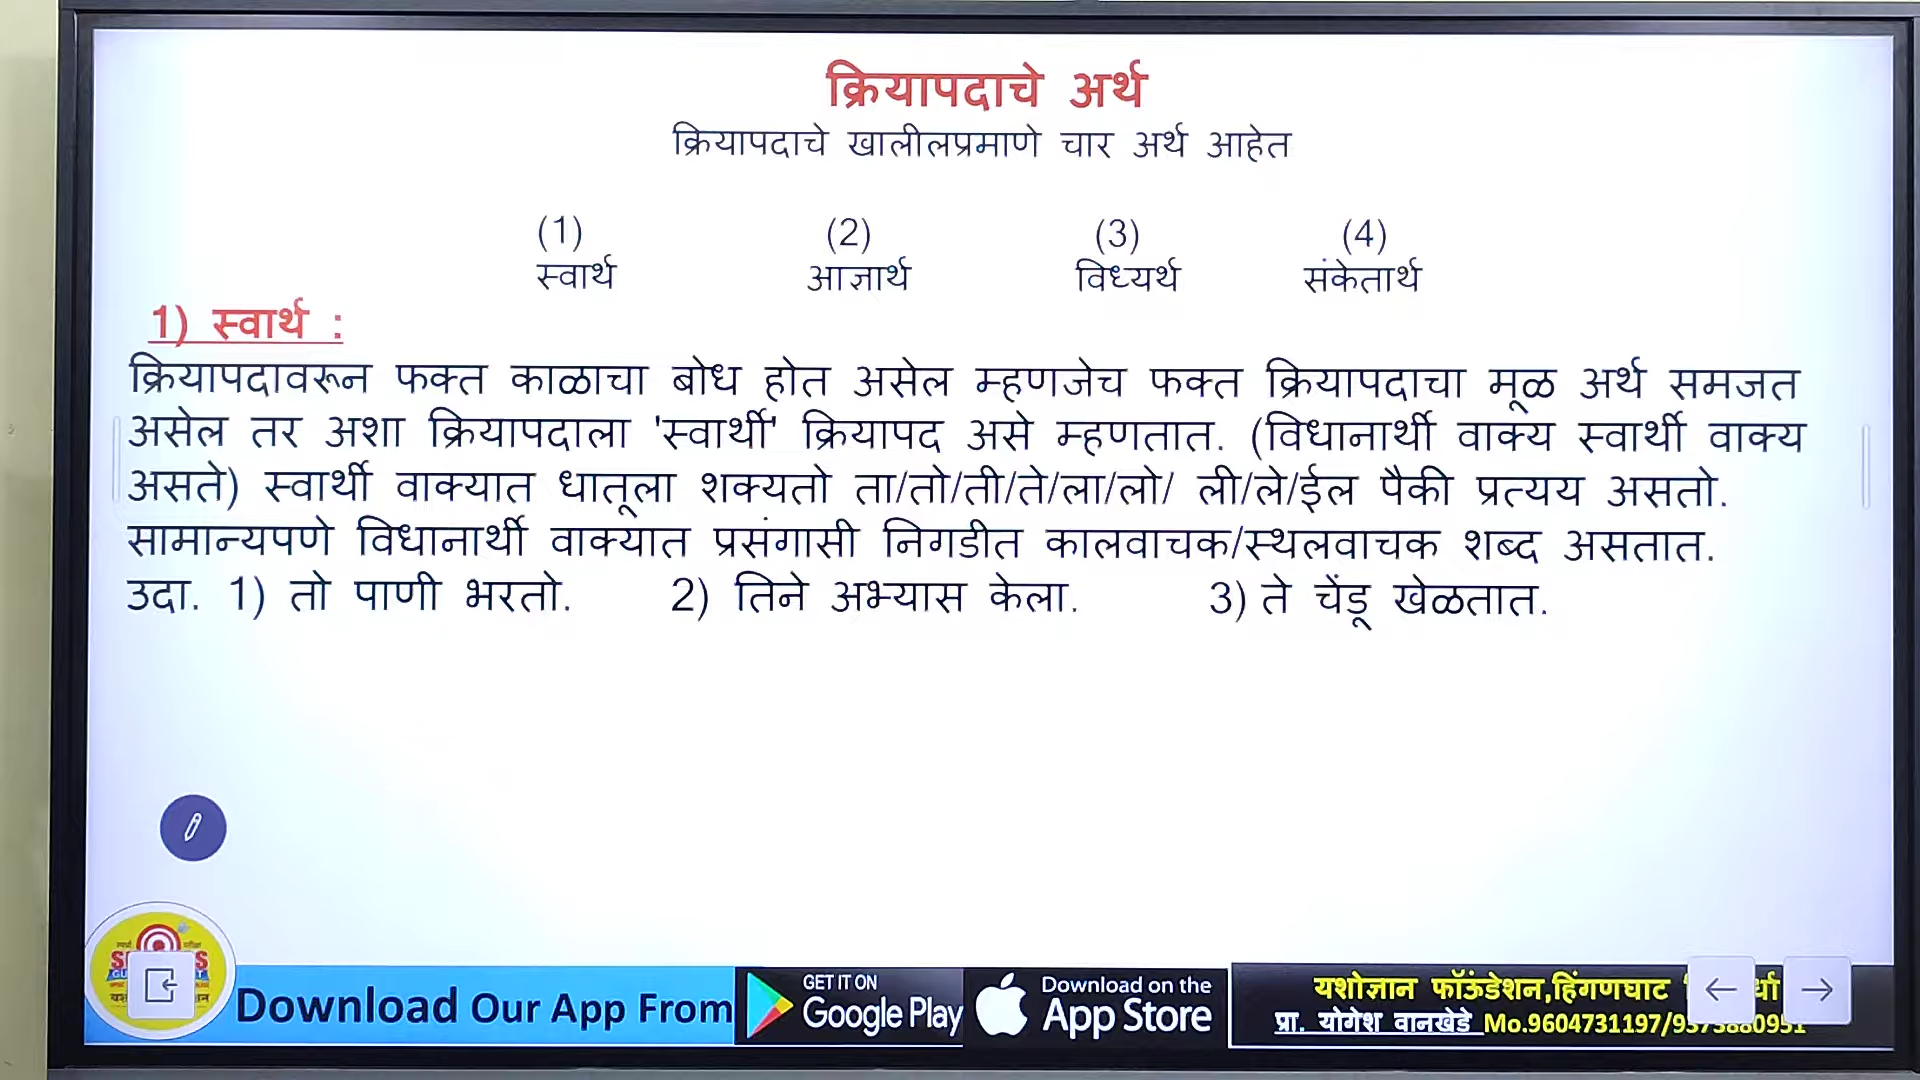 क्रियापदाचे अर्थ
क्रियापदाचे खालीलप्रमाणे चार अर्थ आहेत
(1) (2) (3) (4)
स्वार्थ आज्ञार्थ विध्यर्थ संकेतार्थ
1) स्वार्थ :
क्रियापदावरून फक्त काळाचा बोध होत असेल म्हणजेच फक्त क्रियापदाचा मूळ अर्थ समजत
असेल तर अशा क्रियापदाला 'स्वार्थी' क्रियापद असे म्हणतात. (विधानार्थी वाक्य स्वार्थी वाक्य
असते) स्वार्थी वाक्यात धातूला शक्यतो ता/तो/ती/ते/ला/लो/ ली/ले/ईल पैकी प्रत्यय असतो.
सामान्यपणे विधानार्थी वाक्यात प्रसंगासी निगडीत कालवाचक/स्थलवाचक शब्द असतात.
उदा. 1) तो पाणी भरतो. 2) तिने अभ्यास केला. 3) ते चेंडू खेळतात.
Download Our App From
GET IT ON
Google Play
Download on the
App Store
यशोज्ञान फॉऊंडेशन,हिंगणघाट
प्रा. योगेश वानखेडे Mo.9604731197/